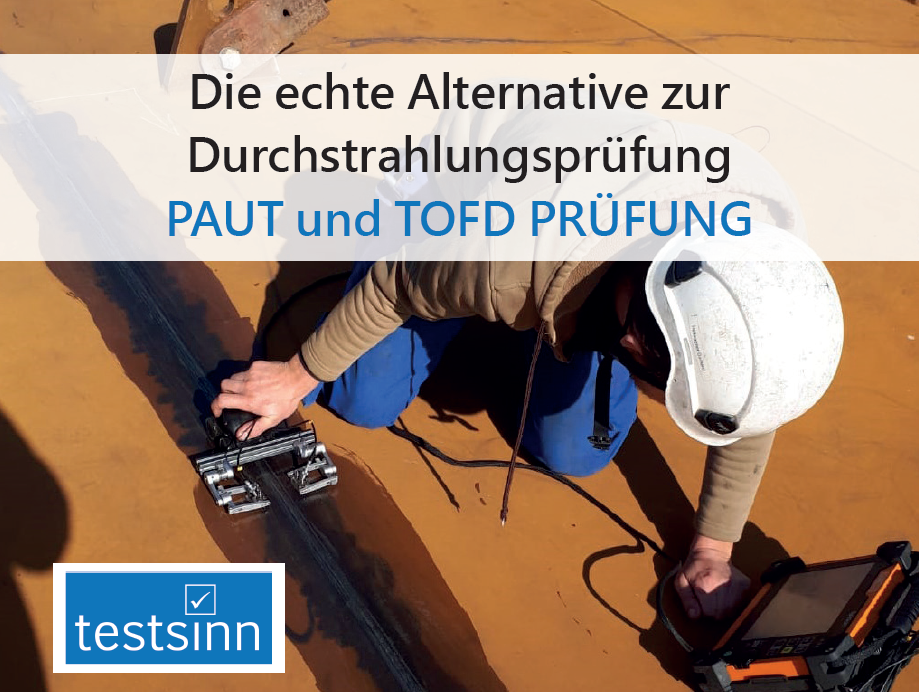 Die echte Alternative zur
Durchstrahlungsprüfung
PAUT und TOFD PRÜFUNG
testsinn